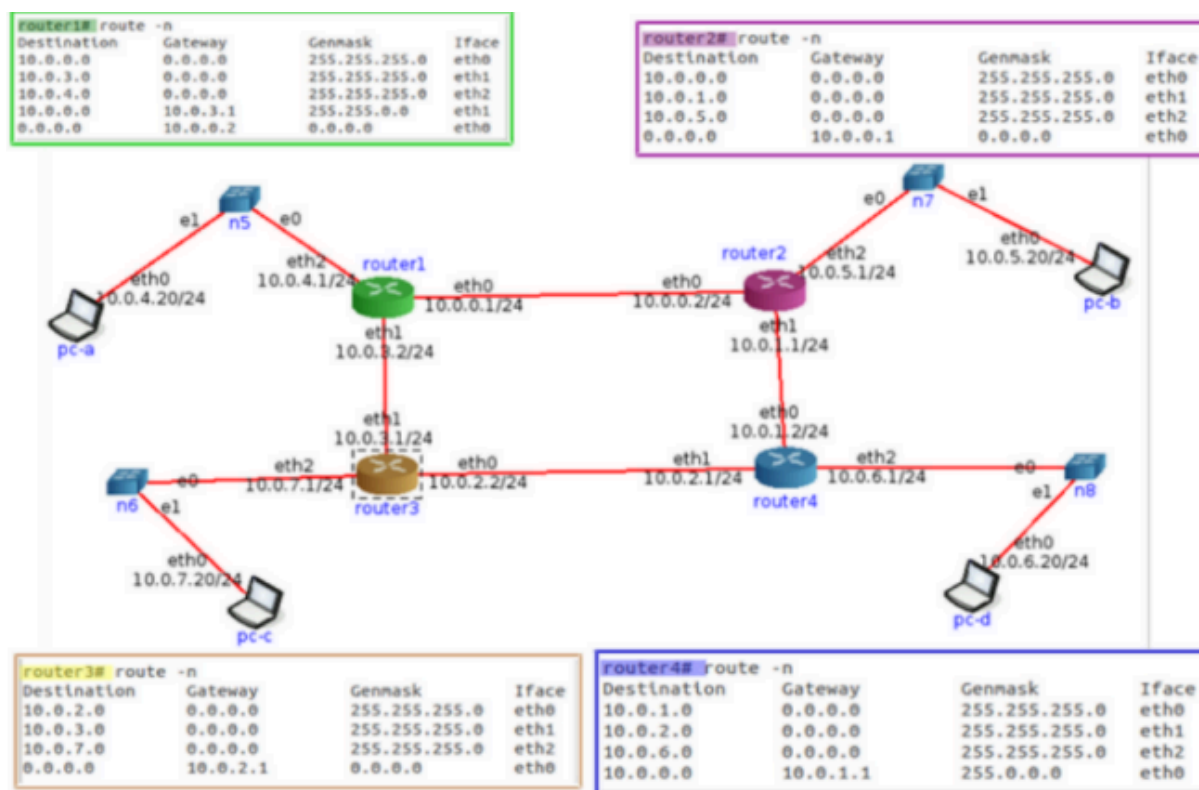 router1# route -n
Destination Gateway Genmask Iface
10.0.0.0 0.0.0.0 255.255.255.0 eth0
10.0.3.0 0.0.0.0 255.255.255.0 eth1
10.0.4.0 0.0.0.0 255.255.255.0 eth2
10.0.0.0 10.0.3.1 255.255.0.0 eth1
0.0.0.0 10.0.0.2 0.0.0.0 eth0
router2# route -n
Destination Gateway Genmask Iface
10.0.0.0 0.0.0.0 255.255.255.0 eth0
10.0.1.0 0.0.0.0 255.255.255.0 eth1
10.0.5.0 0.0.0.0 255.255.255.0 eth2
0.0.0.0 10.0.0.1 0.0.0.0 eth0
n5
e1
e0
eth0
10.0.4.20/24
pc-a
eth2
10.0.4.1/24
router1
eth0
10.0.0.1/24
eth1
10.0.3.2/24
n7
e0
e1
router2
eth2
10.0.5.1/24
eth0
10.0.0.2/24
eth1
10.0.1.1/24
eth0
10.0.5.20/24
pc-b
eth1
10.0.3.1/24
eth2
10.0.7.1/24
eth0
10.0.2.2/24
router3
n6
e0
e1
eth0
10.0.7.20/24
pc-c
eth0
10.0.1.2/24
eth1
10.0.2.1/24
eth2
10.0.6.1/24
router4
e0
n8
e1
eth0
10.0.6.20/24
pc-d
router3# route -n
Destination Gateway Genmask Iface
10.0.2.0 0.0.0.0 255.255.255.0 eth0
10.0.3.0 0.0.0.0 255.255.255.0 eth1
10.0.7.0 0.0.0.0 255.255.255.0 eth2
0.0.0.0 10.0.2.1 0.0.0.0 eth0
router4# route -n
Destination Gateway Genmask Iface
10.0.1.0 0.0.0.0 255.255.255.0 eth0
10.0.2.0 0.0.0.0 255.255.255.0 eth1
10.0.6.0 0.0.0.0 255.255.255.0 eth2
10.0.0.0 10.0.1.1 255.0.0.0 eth0